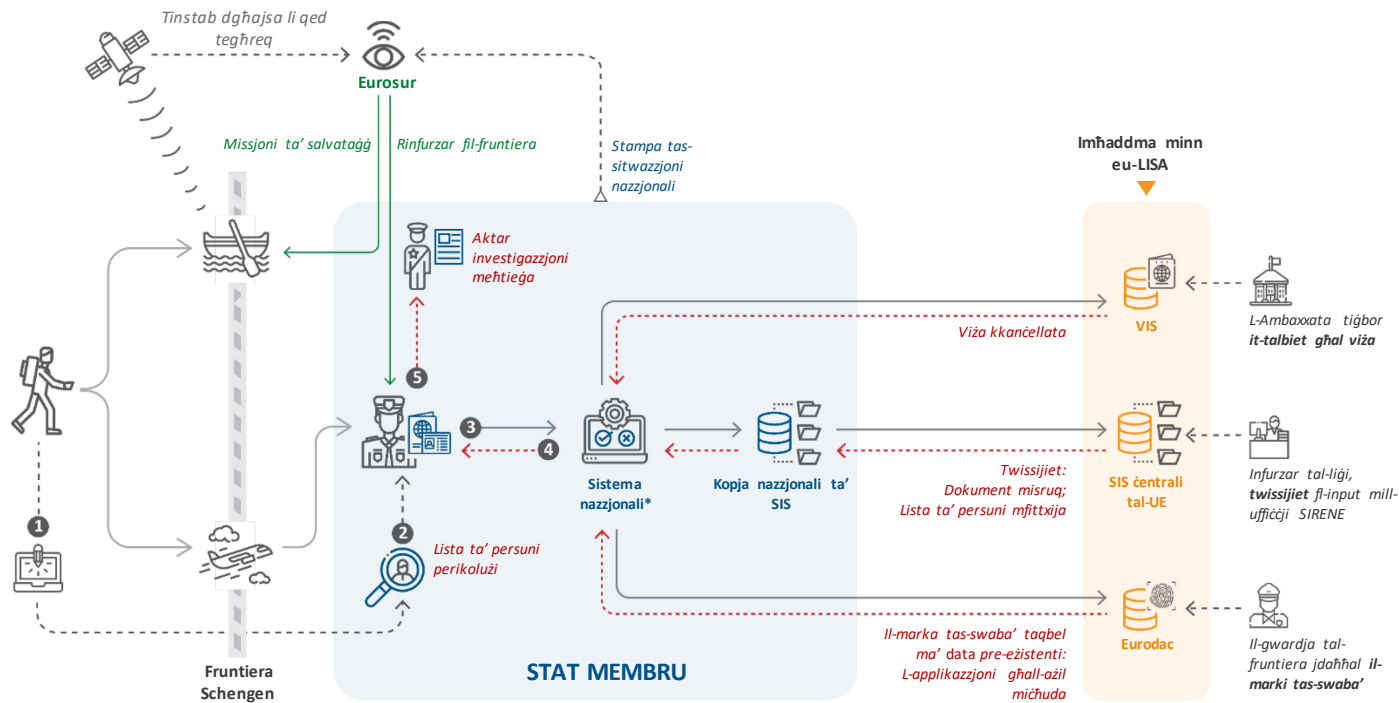 Tinstab dgħajsa li qed
tegħreq
Eurosur
Missjoni ta’ salvataġġ
Rinfurzar fil-fruntiera
Stampa tas-
sitwazzjoni
nazzjonali
Imħaddma minn
eu-LISA
Aktar
investigazzjoni
meħtieġa
VIS
Viża kkanċellata
L-Ambaxxata tiġbor
it-talbiet għal viża
5
3
4
Sistema
nazzjonali*
Kopja nazzjonali ta’
SIS
Twissijiet:
Dokument misruq;
Lista ta’ persuni mfittxija
SIS ċentrali
tal-UE
Infurzar tal-liġi,
twissijiet fl-input mill-
uffiċċji SIRENE
1
2
Lista ta’ persuni
perikolużi
Il-marka tas-swaba’ taqbel
ma’ data pre-eżistenti:
L-applikazzjoni għall-ażil
miċħuda
Eurodac
Il-gwardja tal-
fruntiera jdaħħal il-
marki tas-swaba’
Fruntiera
Schengen
STAT MEMBRU